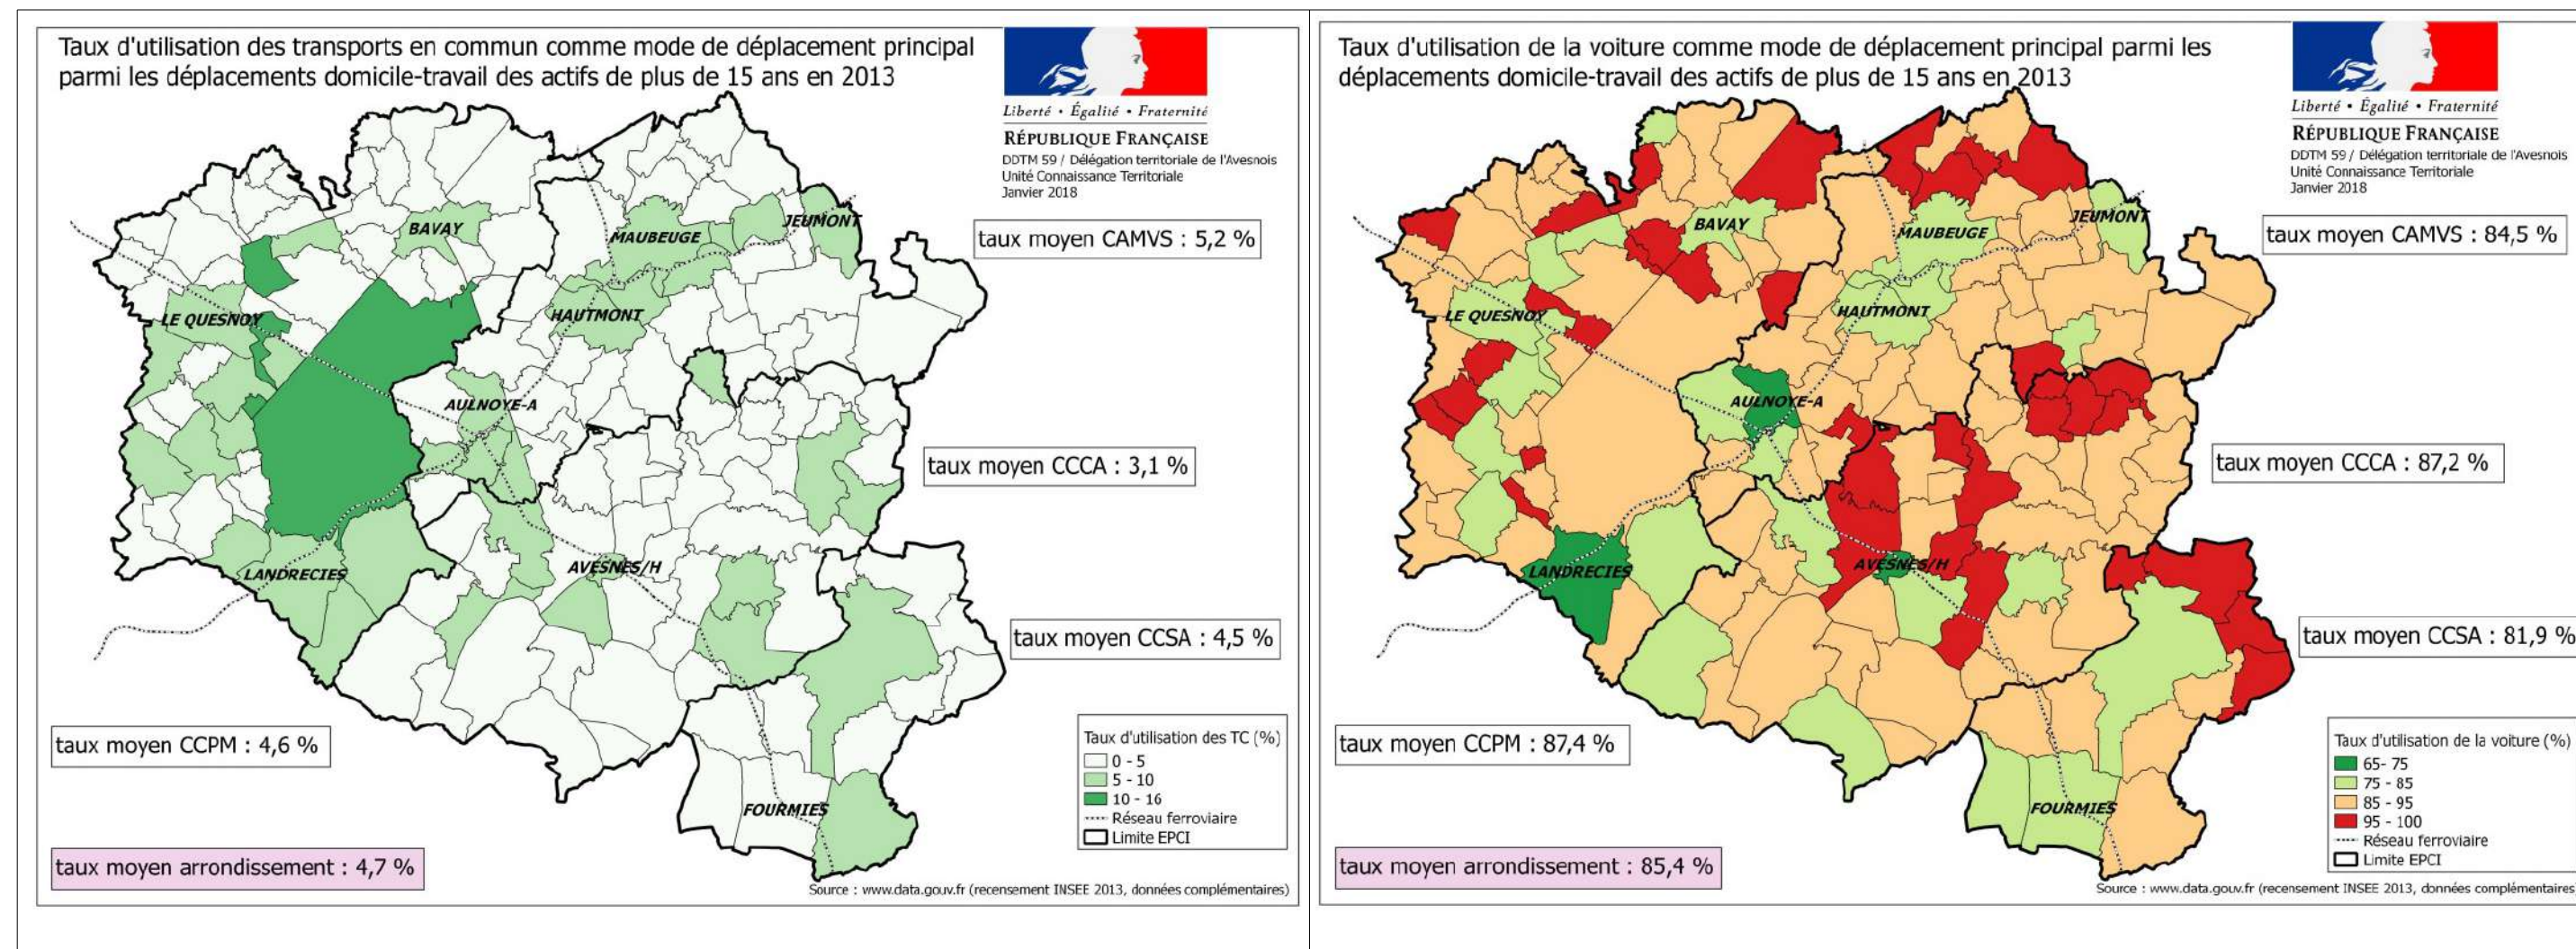 Taux d'utilisation des transports en commun comme mode de déplacement principal
parmi les déplacements domicile-travail des actifs de plus de 15 ans en 2013
Liberté • Égalité • Fraternité
RÉPUBLIQUE FRANÇAISE
DDTM 59 / Délégation territoriale de l'Avesnois
Unité Connaissance Territoriale
Janvier 2018
BAVAY
MAUBEUGE
JEUMONT
taux moyen CAMVS : 5,2 %
LE QUESNOY
HAUTMONT
AULNOYE-A
taux moyen CCCA : 3,1 %
LANDRECIES
AVESNES/H
taux moyen CCSA : 4,5 %
taux moyen CCPM : 4,6 %
FOURMIES
Taux d'utilisation des TC (%)
0 - 5
5 - 10
10 - 16
Réseau ferroviaire
Limite EPCI
taux moyen arrondissement : 4,7 %
Source : www.data.gouv.fr (recensement INSEE 2013, données complémentaires)
Taux d'utilisation de la voiture comme mode de déplacement principal parmi les
déplacements domicile-travail des actifs de plus de 15 ans en 2013
Liberté • Égalité • Fraternité
RÉPUBLIQUE FRANÇAISE
DDTM 59 / Délégation territoriale de l'Avesnois
Unité Connaissance Territoriale
Janvier 2018
BAVAY
MAUBEUGE
JEUMONT
taux moyen CAMVS : 84,5 %
LE QUESNOY
HAUTMONT
AULNOYE-A
taux moyen CCCA : 87,2 %
LANDRECIES
AVESNES/H
taux moyen CCSA : 81,9 %
taux moyen CCPM : 87,4 %
FOURMIES
Taux d'utilisation de la voiture (%)
65- 75
75 - 85
85 - 95
95 - 100
Réseau ferroviaire
Limite EPCI
taux moyen arrondissement : 85,4 %
Source : www.data.gouv.fr (recensement INSEE 2013, données complémentaires